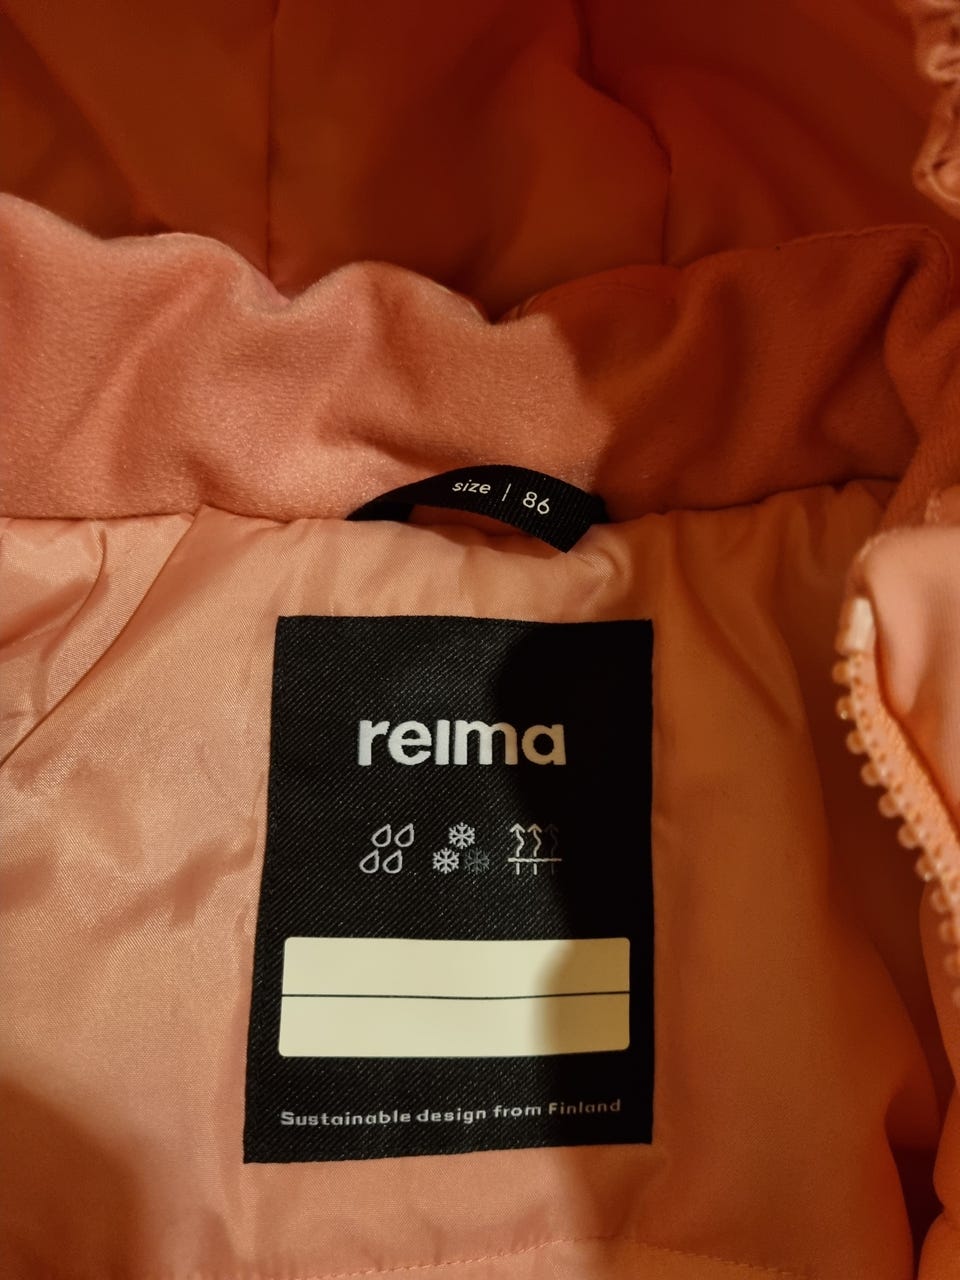 size | 86
reima
Sustainable design from Finland